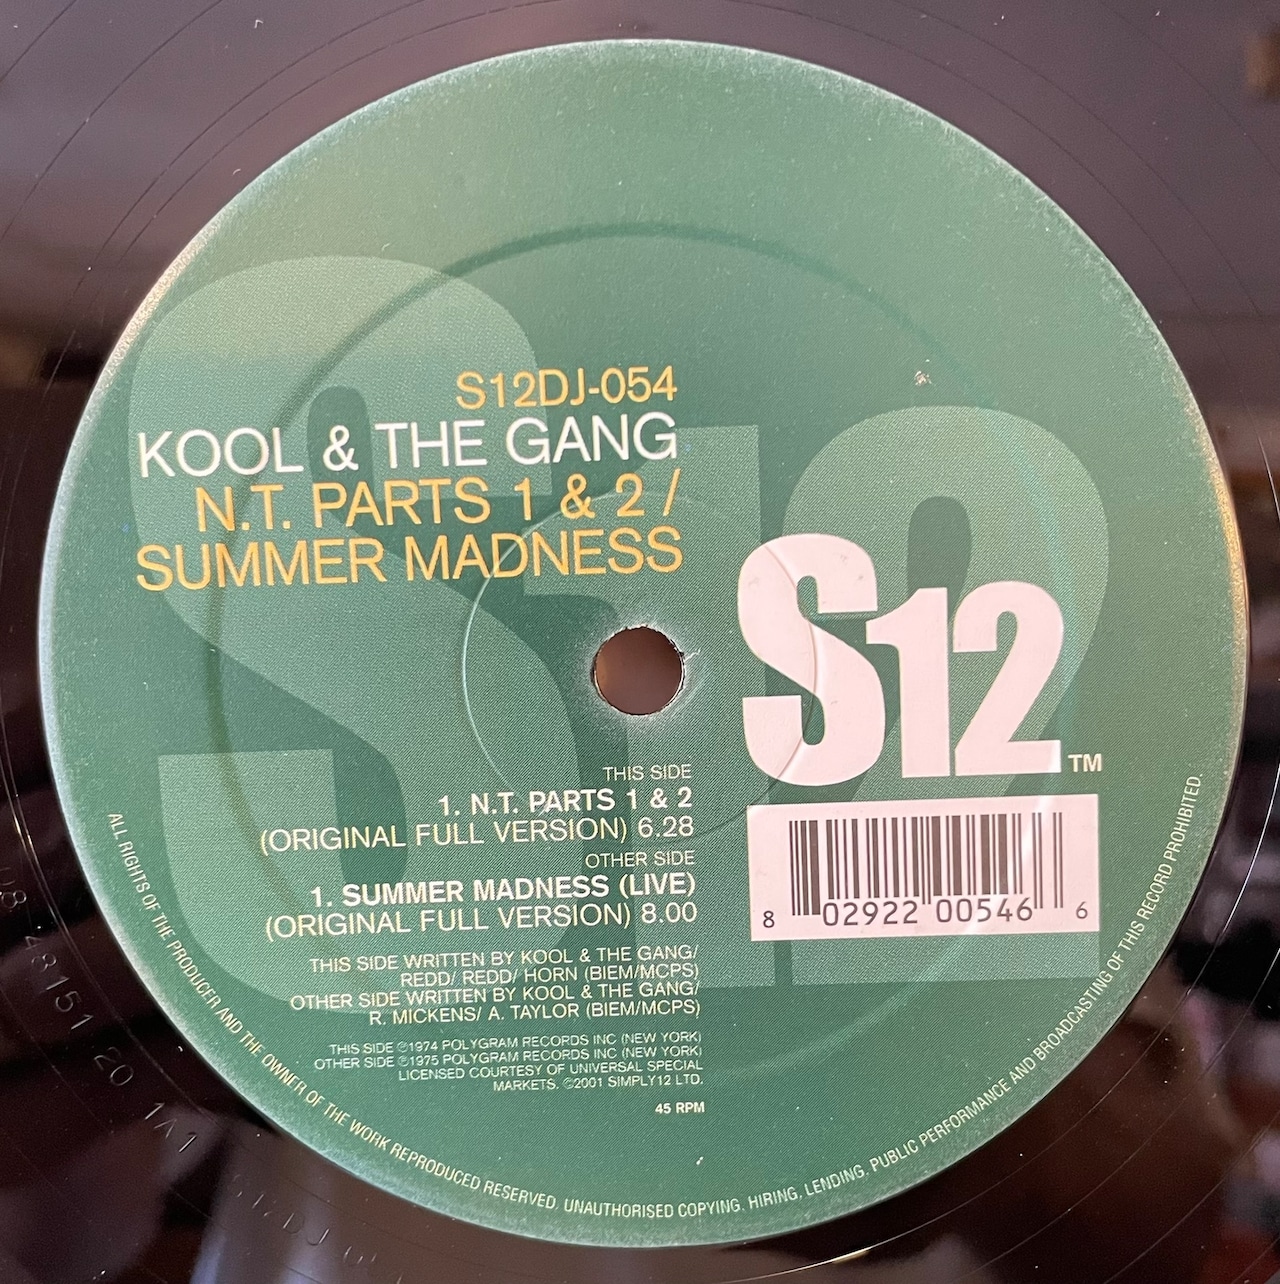 S12DJ-054
KOOL & THE GANG
N.T. PARTS 1 & 2 /
SUMMER MADNESS
S12
S12 ™
THIS SIDE
1. N.T. PARTS 1 & 2
(ORIGINAL FULL VERSION) 6.28
OTHER SIDE
1. SUMMER MADNESS (LIVE)
(ORIGINAL FULL VERSION) 8.00
8 02922 00546 6
THIS SIDE WRITTEN BY KOOL & THE GANG/
REDD/ REDD/ HORN (BIEM/MCPS)
OTHER SIDE WRITTEN BY KOOL & THE GANG/
R. MICKENS/ A. TAYLOR (BIEM/MCPS)
THIS SIDE ℗1974 POLYGRAM RECORDS INC (NEW YORK)
OTHER SIDE ℗1975 POLYGRAM RECORDS INC (NEW YORK)
LICENSED COURTESY OF UNIVERSAL SPECIAL
MARKETS. ©2001 SIMPLY12 LTD.
45 RPM
ALL RIGHTS OF THE PRODUCER AND THE OWNER OF THE WORK REPRODUCED RESERVED. UNAUTHORISED COPYING, HIRING, LENDING, PUBLIC PERFORMANCE AND BROADCASTING OF THIS RECORD PROHIBITED.
48151 20 1A1